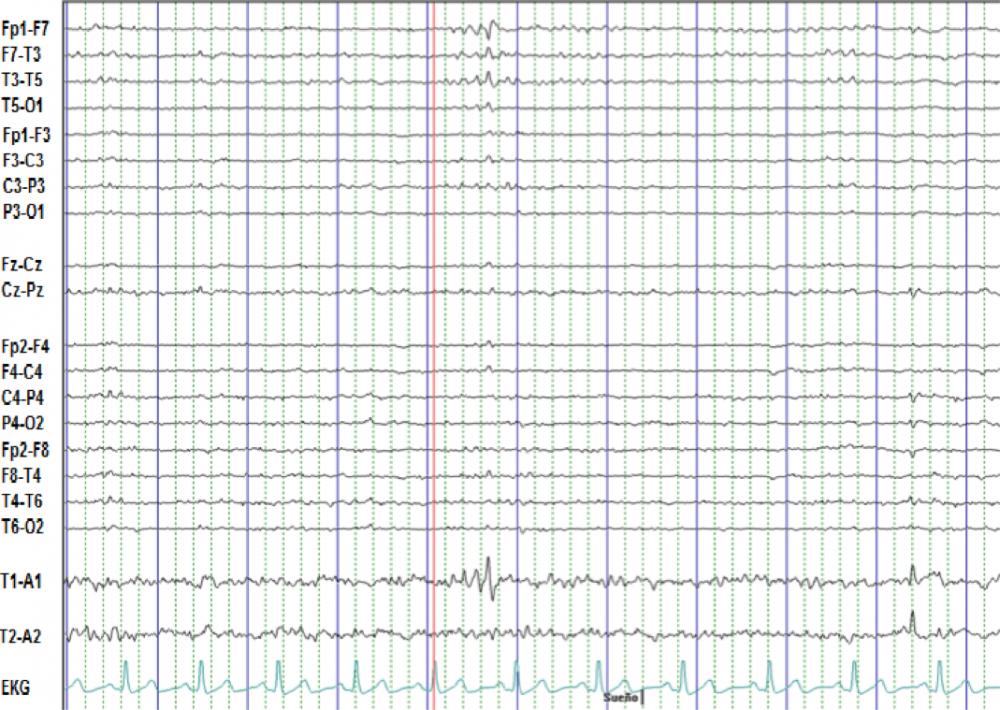 Fp1-F7
F7-T3
T3-T5
T5-O1
Fp1-F3
F3-C3
C3-P3
P3-O1
Fz-Cz
Cz-Pz
Fp2-F4
F4-C4
C4-P4
P4-O2
Fp2-F8
F8-T4
T4-T6
T6-O2
T1-A1
T2-A2
EKG
Sueño